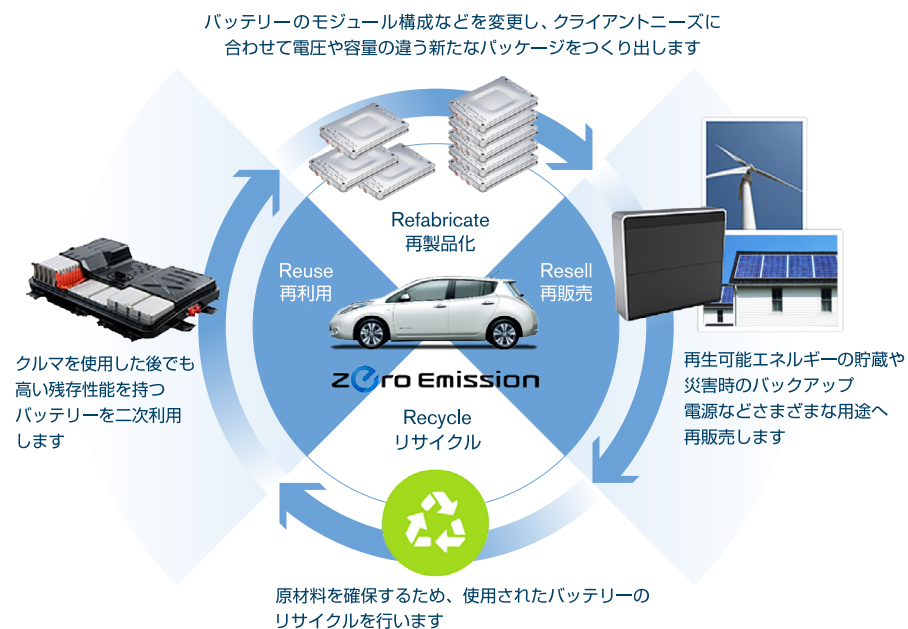 バッテリーのモジュール構成などを変更し、クライアントニーズに
合わせて電圧や容量の違う新たなパッケージをつくり出します
Refabricate
再製品化
Reuse
再利用
Resell
再販売
クルマを使用した後でも
高い残存性能を持つ
バッテリーを二次利用
します
再生可能エネルギーの貯蔵や
災害時のバックアップ
電源などさまざまな用途へ
再販売します
zero Emission
Recycle
リサイクル
原材料を確保するため、使用されたバッテリーの
リサイクルを行います